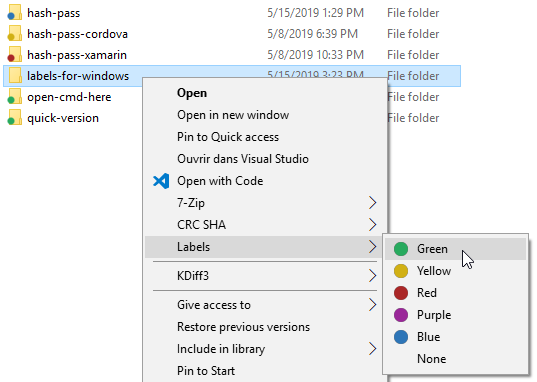 hash-pass 5/15/2019 1:29 PM File folder
hash-pass-cordova 5/8/2019 6:39 PM File folder
hash-pass-xamarin 5/8/2019 10:33 PM File folder
labels-for-windows 5/15/2019 3:23 PM File folder
open-cmd-here File folder
quick-version File folder
Open
Open in new window
Pin to Quick access
Ouvrir dans Visual Studio
Open with Code
7-Zip
CRC SHA
Labels
KDiff3
Give access to
Restore previous versions
Include in library
Pin to Start
Green
Yellow
Red
Purple
Blue
None